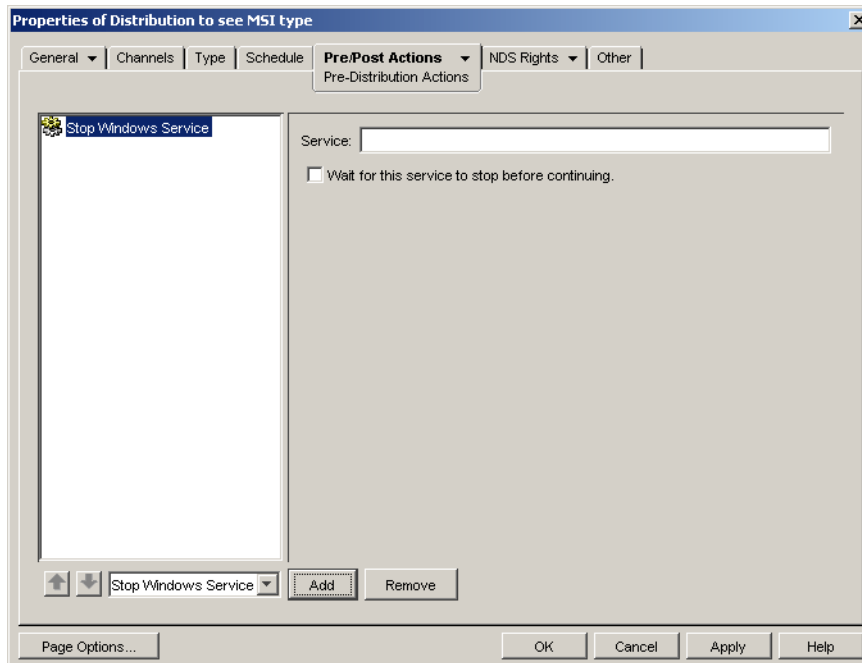 Properties of Distribution to see MSI type
General Channels Type Schedule Pre/Post Actions NDS Rights Other
Pre-Distribution Actions
Stop Windows Service
Service:
Wait for this service to stop before continuing.
Stop Windows Service Add Remove
Page Options... OK Cancel Apply Help